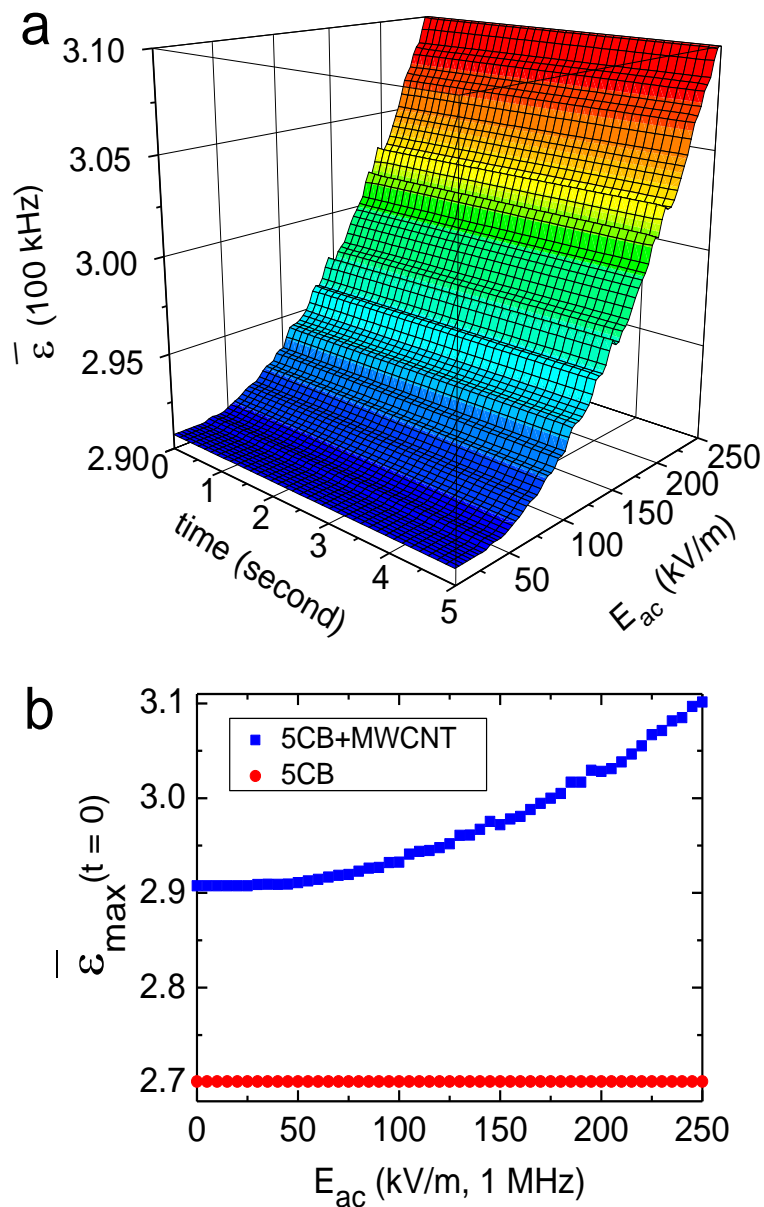 a
3.10
3.05
3.00
2.95
2.90
ε̅ (100 kHz)
0
1
2
3
4
5
time (second)
50
100
150
200
250
E_ac (kV/m)
b
3.1
3.0
2.9
2.8
2.7
ε̅_max(t = 0)
5CB+MWCNT
5CB
0 50 100 150 200 250
E_ac (kV/m, 1 MHz)